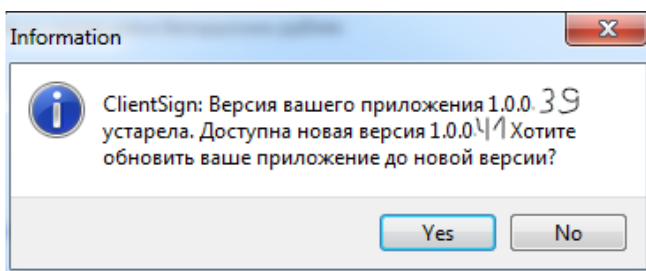 Information
ClientSign: Версия вашего приложения 1.0.0.39
устарела. Доступна новая версия 1.0.0.41 Хотите
обновить ваше приложение до новой версии?
Yes No